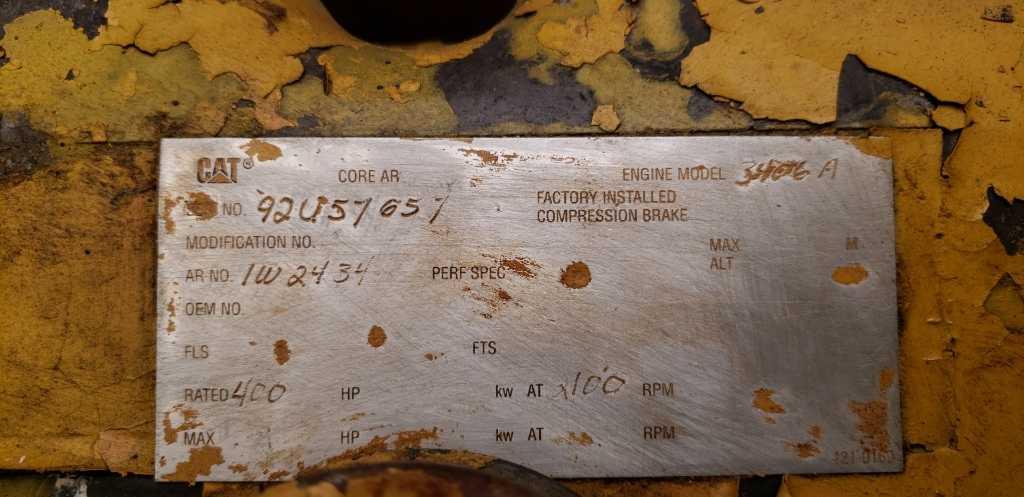 CAT® CORE AR ENGINE MODEL 3406 A
NO. 92U57657 FACTORY INSTALLED
COMPRESSION BRAKE
MODIFICATION NO. MAX M
ALT
AR NO. 1W2434 PERF SPEC
OEM NO
FLS FTS
RATED 400 HP kw AT RPM
MAX HP kw AT RPM